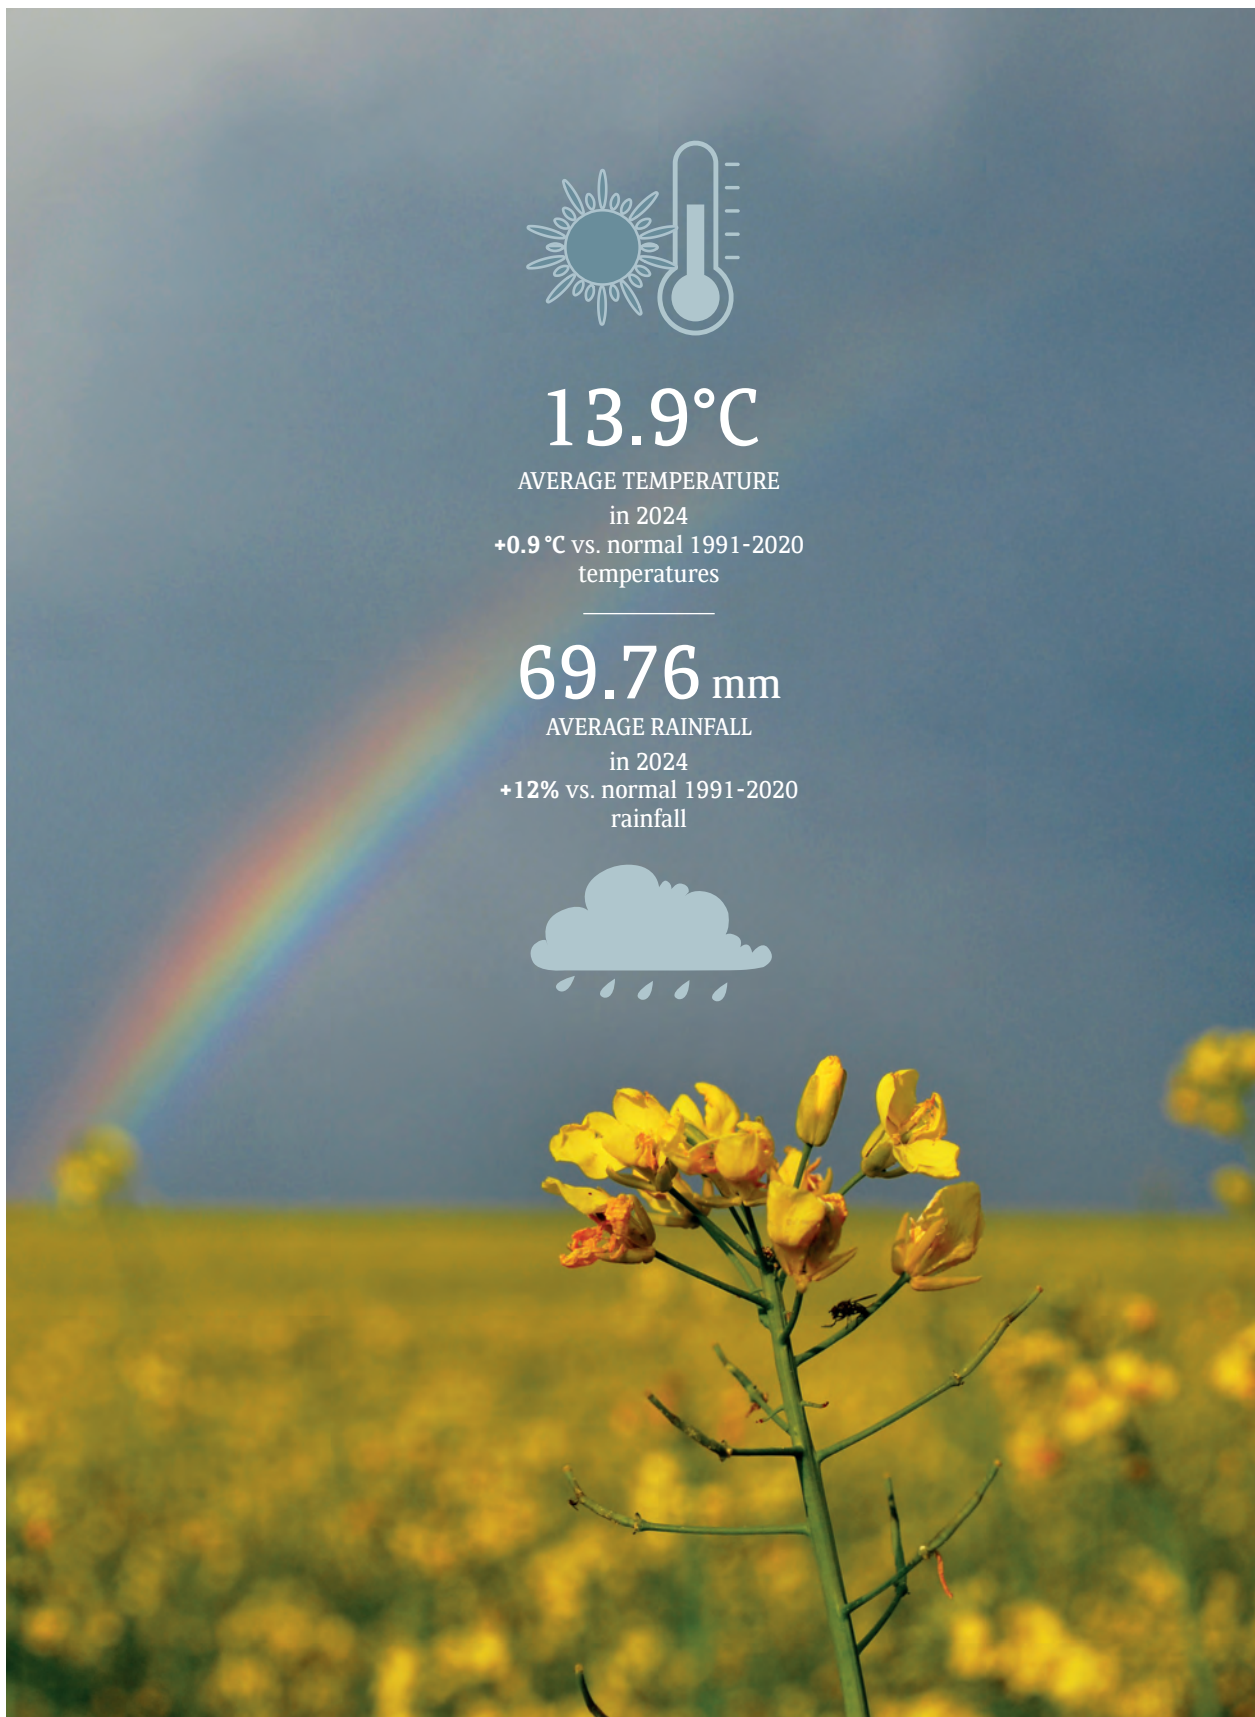 13.9°C
AVERAGE TEMPERATURE
in 2024
+0.9 °C vs. normal 1991-2020
temperatures
69.76 mm
AVERAGE RAINFALL
in 2024
+12% vs. normal 1991-2020
rainfall